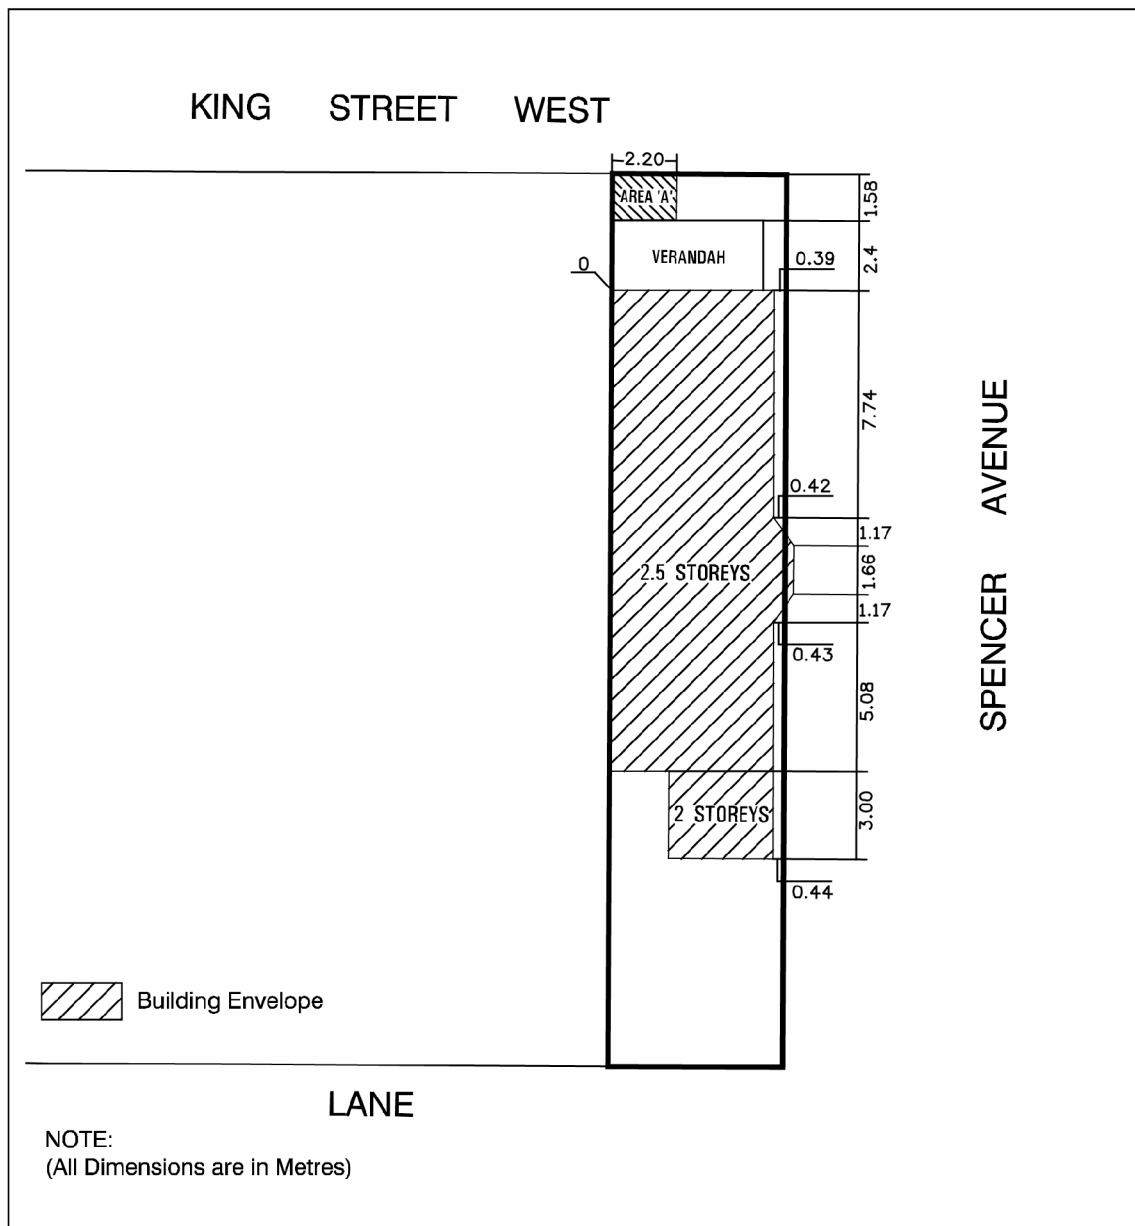 KING STREET WEST
2.20
AREA 'A'
1.58
VERANDAH
2.4
0
0.39
7.74
0.42
1.17
2.5 STOREYS
1.66
1.17
0.43
5.08
2 STOREYS
3.00
0.44
SPENCER AVENUE
Building Envelope
LANE
NOTE:
(All Dimensions are in Metres)